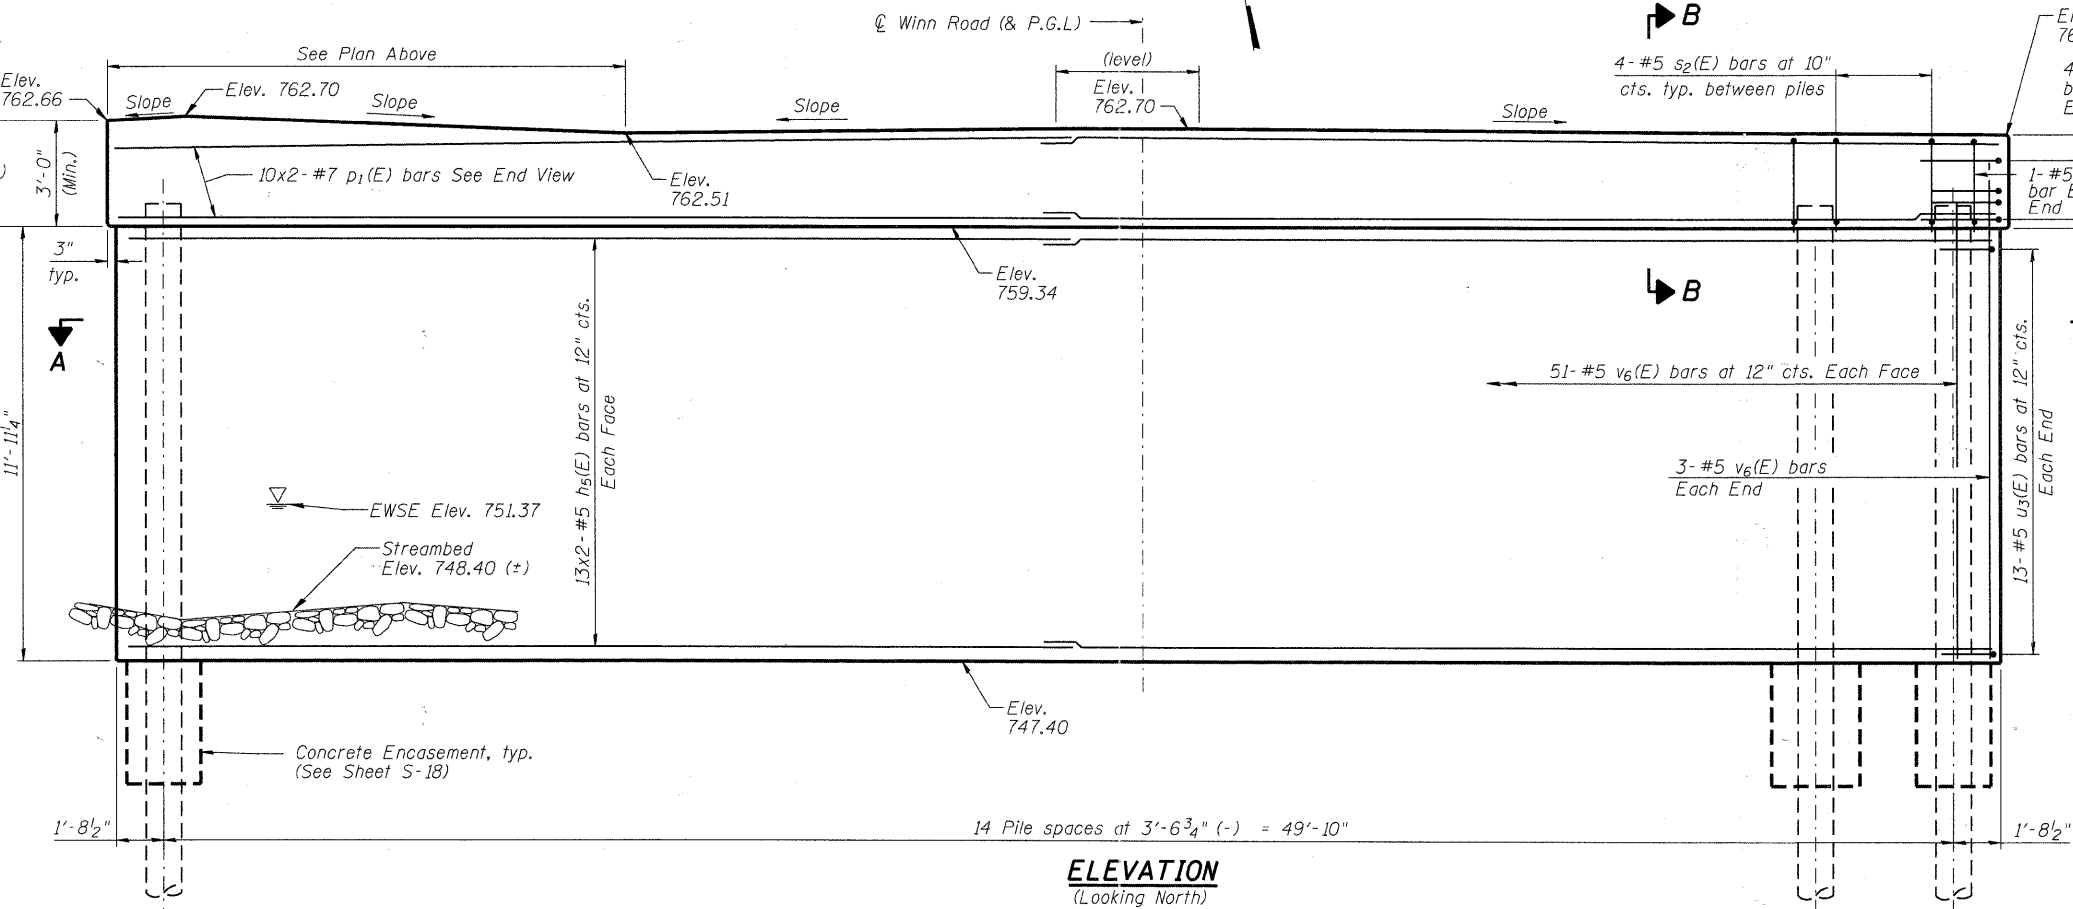 ℄ Winn Road (& P.G.L)
B
See Plan Above
(level)
Elev.
762.66
Slope
Elev. 762.70
Slope
Slope
Elev.
762.70
4-#5 s2(E) bars at 10"
cts. typ. between piles
Slope
3'-0"
(Min.)
10x2-#7 p1(E) bars See End View
Elev.
762.51
1-#5
End
3"
typ.
Elev.
759.34
B
A
11'-11¼"
13x2-#5 h5(E) bars at 12" cts.
Each Face
51-#5 v6(E) bars at 12" cts. Each Face
3-#5 v6(E) bars
Each End
13-#5 u3(E) bars at 12" cts.
Each End
EWSE Elev. 751.37
Streambed
Elev. 748.40 (±)
Elev.
747.40
Concrete Encasement, typ.
(See Sheet S-18)
1'-8½"
14 Pile spaces at 3'-6¾" (-) = 49'-10"
1'-8½"
ELEVATION
(Looking North)